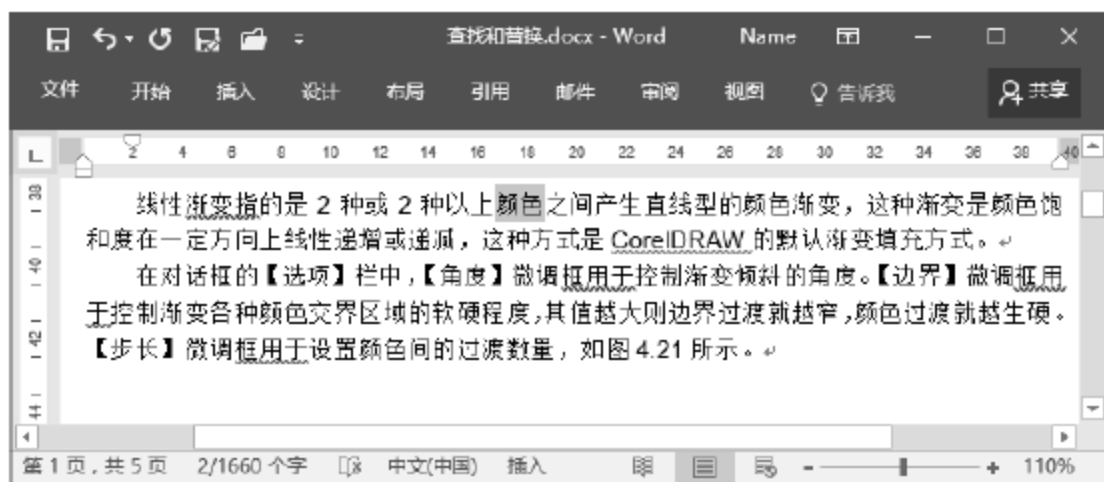 查找和替换.docx - Word Name
文件 开始 插入 设计 布局 引用 邮件 审阅 视图 告诉我 共享
L 2 4 6 8 10 12 14 16 18 20 22 24 26 28 30 32 34 36 38 40
38
线性渐变指的是 2 种或 2 种以上颜色之间产生直线型的颜色渐变，这种渐变是颜色饱
和度在一定方向上线性递增或递减，这种方式是 CorelDRAW 的默认渐变填充方式。
40
在对话框的【选项】栏中，【角度】微调框用于控制渐变倾斜的角度。【边界】微调框用
于控制渐变各种颜色交界区域的软硬程度，其值越大则边界过渡就越窄，颜色过渡就越生硬。
42
【步长】微调框用于设置颜色间的过渡数量，如图 4.21 所示。
44
第 1 页，共 5 页 2/1660 个字 中文(中国) 插入 110%